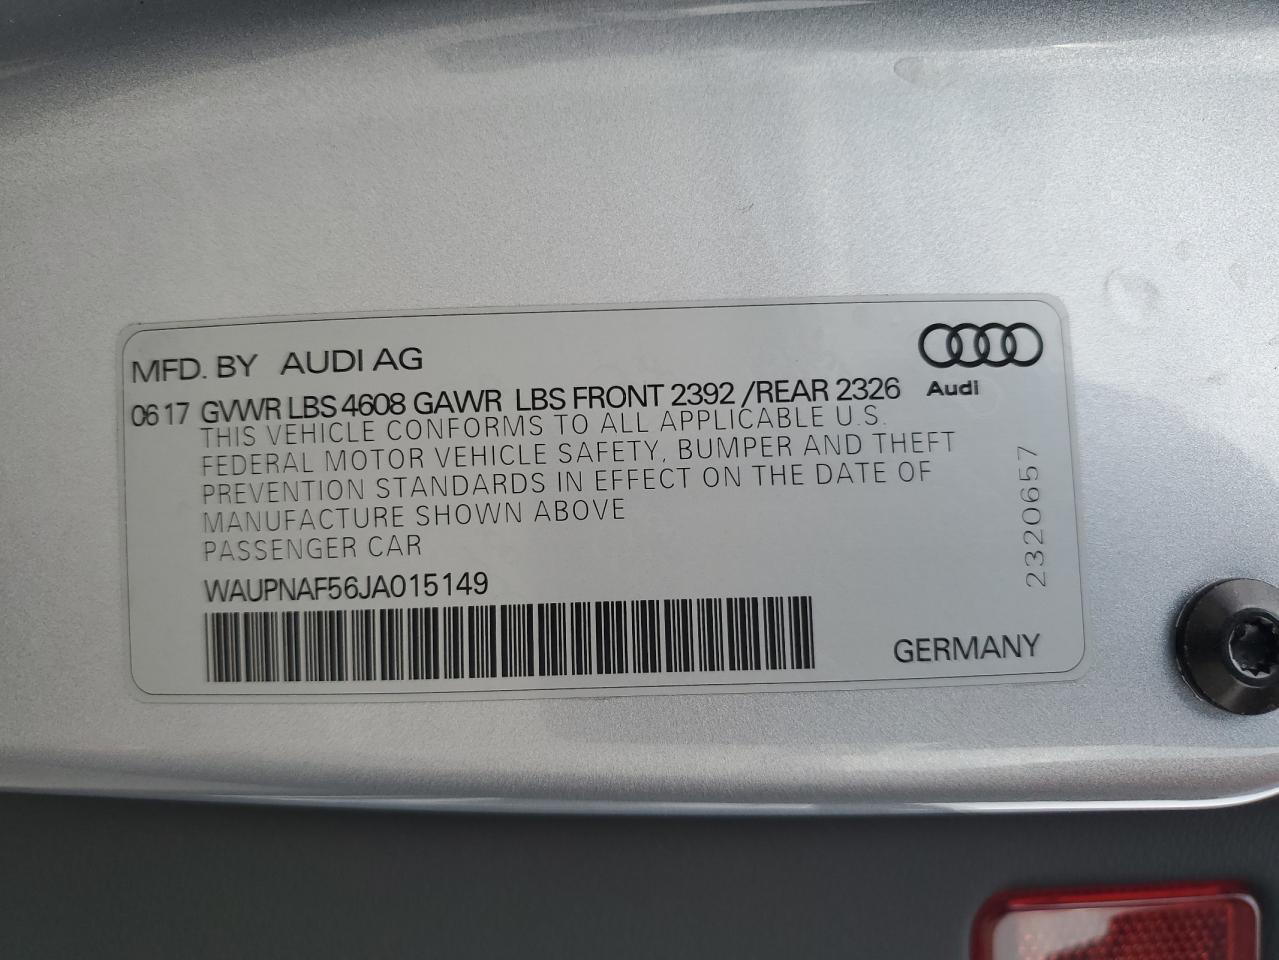 MFD. BY AUDI AG
Audi
06 17 GVWR LBS 4608 GAWR LBS FRONT 2392 /REAR 2326
THIS VEHICLE CONFORMS TO ALL APPLICABLE U.S.
FEDERAL MOTOR VEHICLE SAFETY, BUMPER AND THEFT
PREVENTION STANDARDS IN EFFECT ON THE DATE OF
MANUFACTURE SHOWN ABOVE
PASSENGER CAR
WAUPNAF56JA015149
GERMANY
2320657